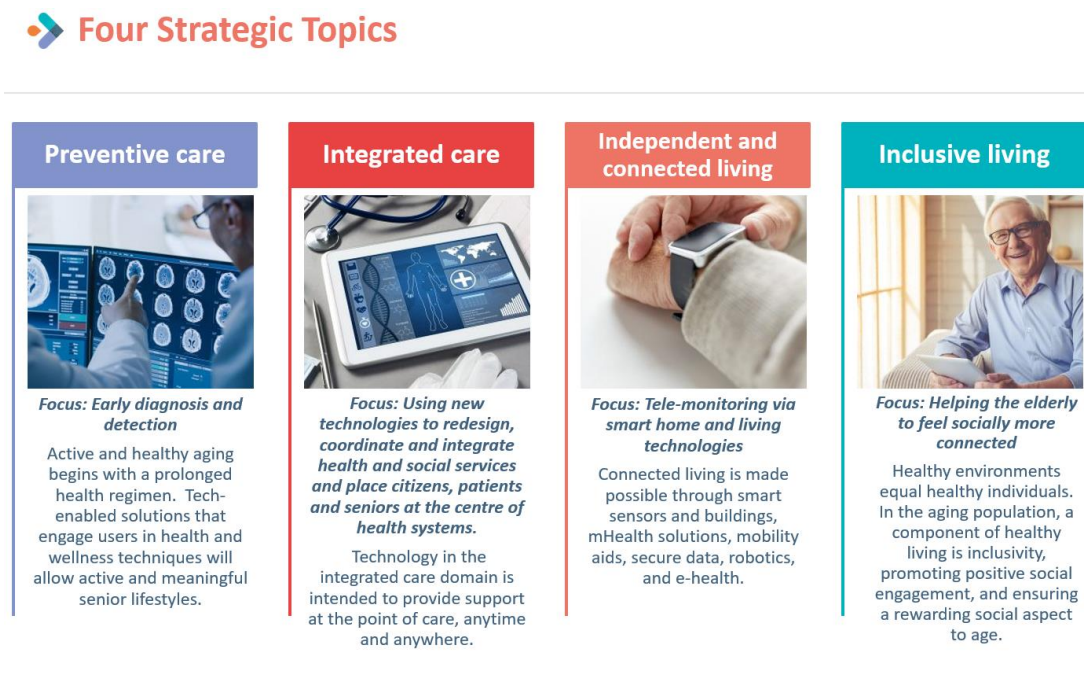 Four Strategic Topics
Preventive care
Focus: Early diagnosis and
detection
Active and healthy aging
begins with a prolonged
health regimen. Tech-
enabled solutions that
engage users in health and
wellness techniques will
allow active and meaningful
senior lifestyles.
Integrated care
Focus: Using new
technologies to redesign,
coordinate and integrate
health and social services
and place citizens, patients
and seniors at the centre of
health systems.
Technology in the
integrated care domain is
intended to provide support
at the point of care, anytime
and anywhere.
Independent and
connected living
Focus: Tele-monitoring via
smart home and living
technologies
Connected living is made
possible through smart
sensors and buildings,
mHealth solutions, mobility
aids, secure data, robotics,
and e-health.
Inclusive living
Focus: Helping the elderly
to feel socially more
connected
Healthy environments
equal healthy individuals.
In the aging population, a
component of healthy
living is inclusivity,
promoting positive social
engagement, and ensuring
a rewarding social aspect
to age.